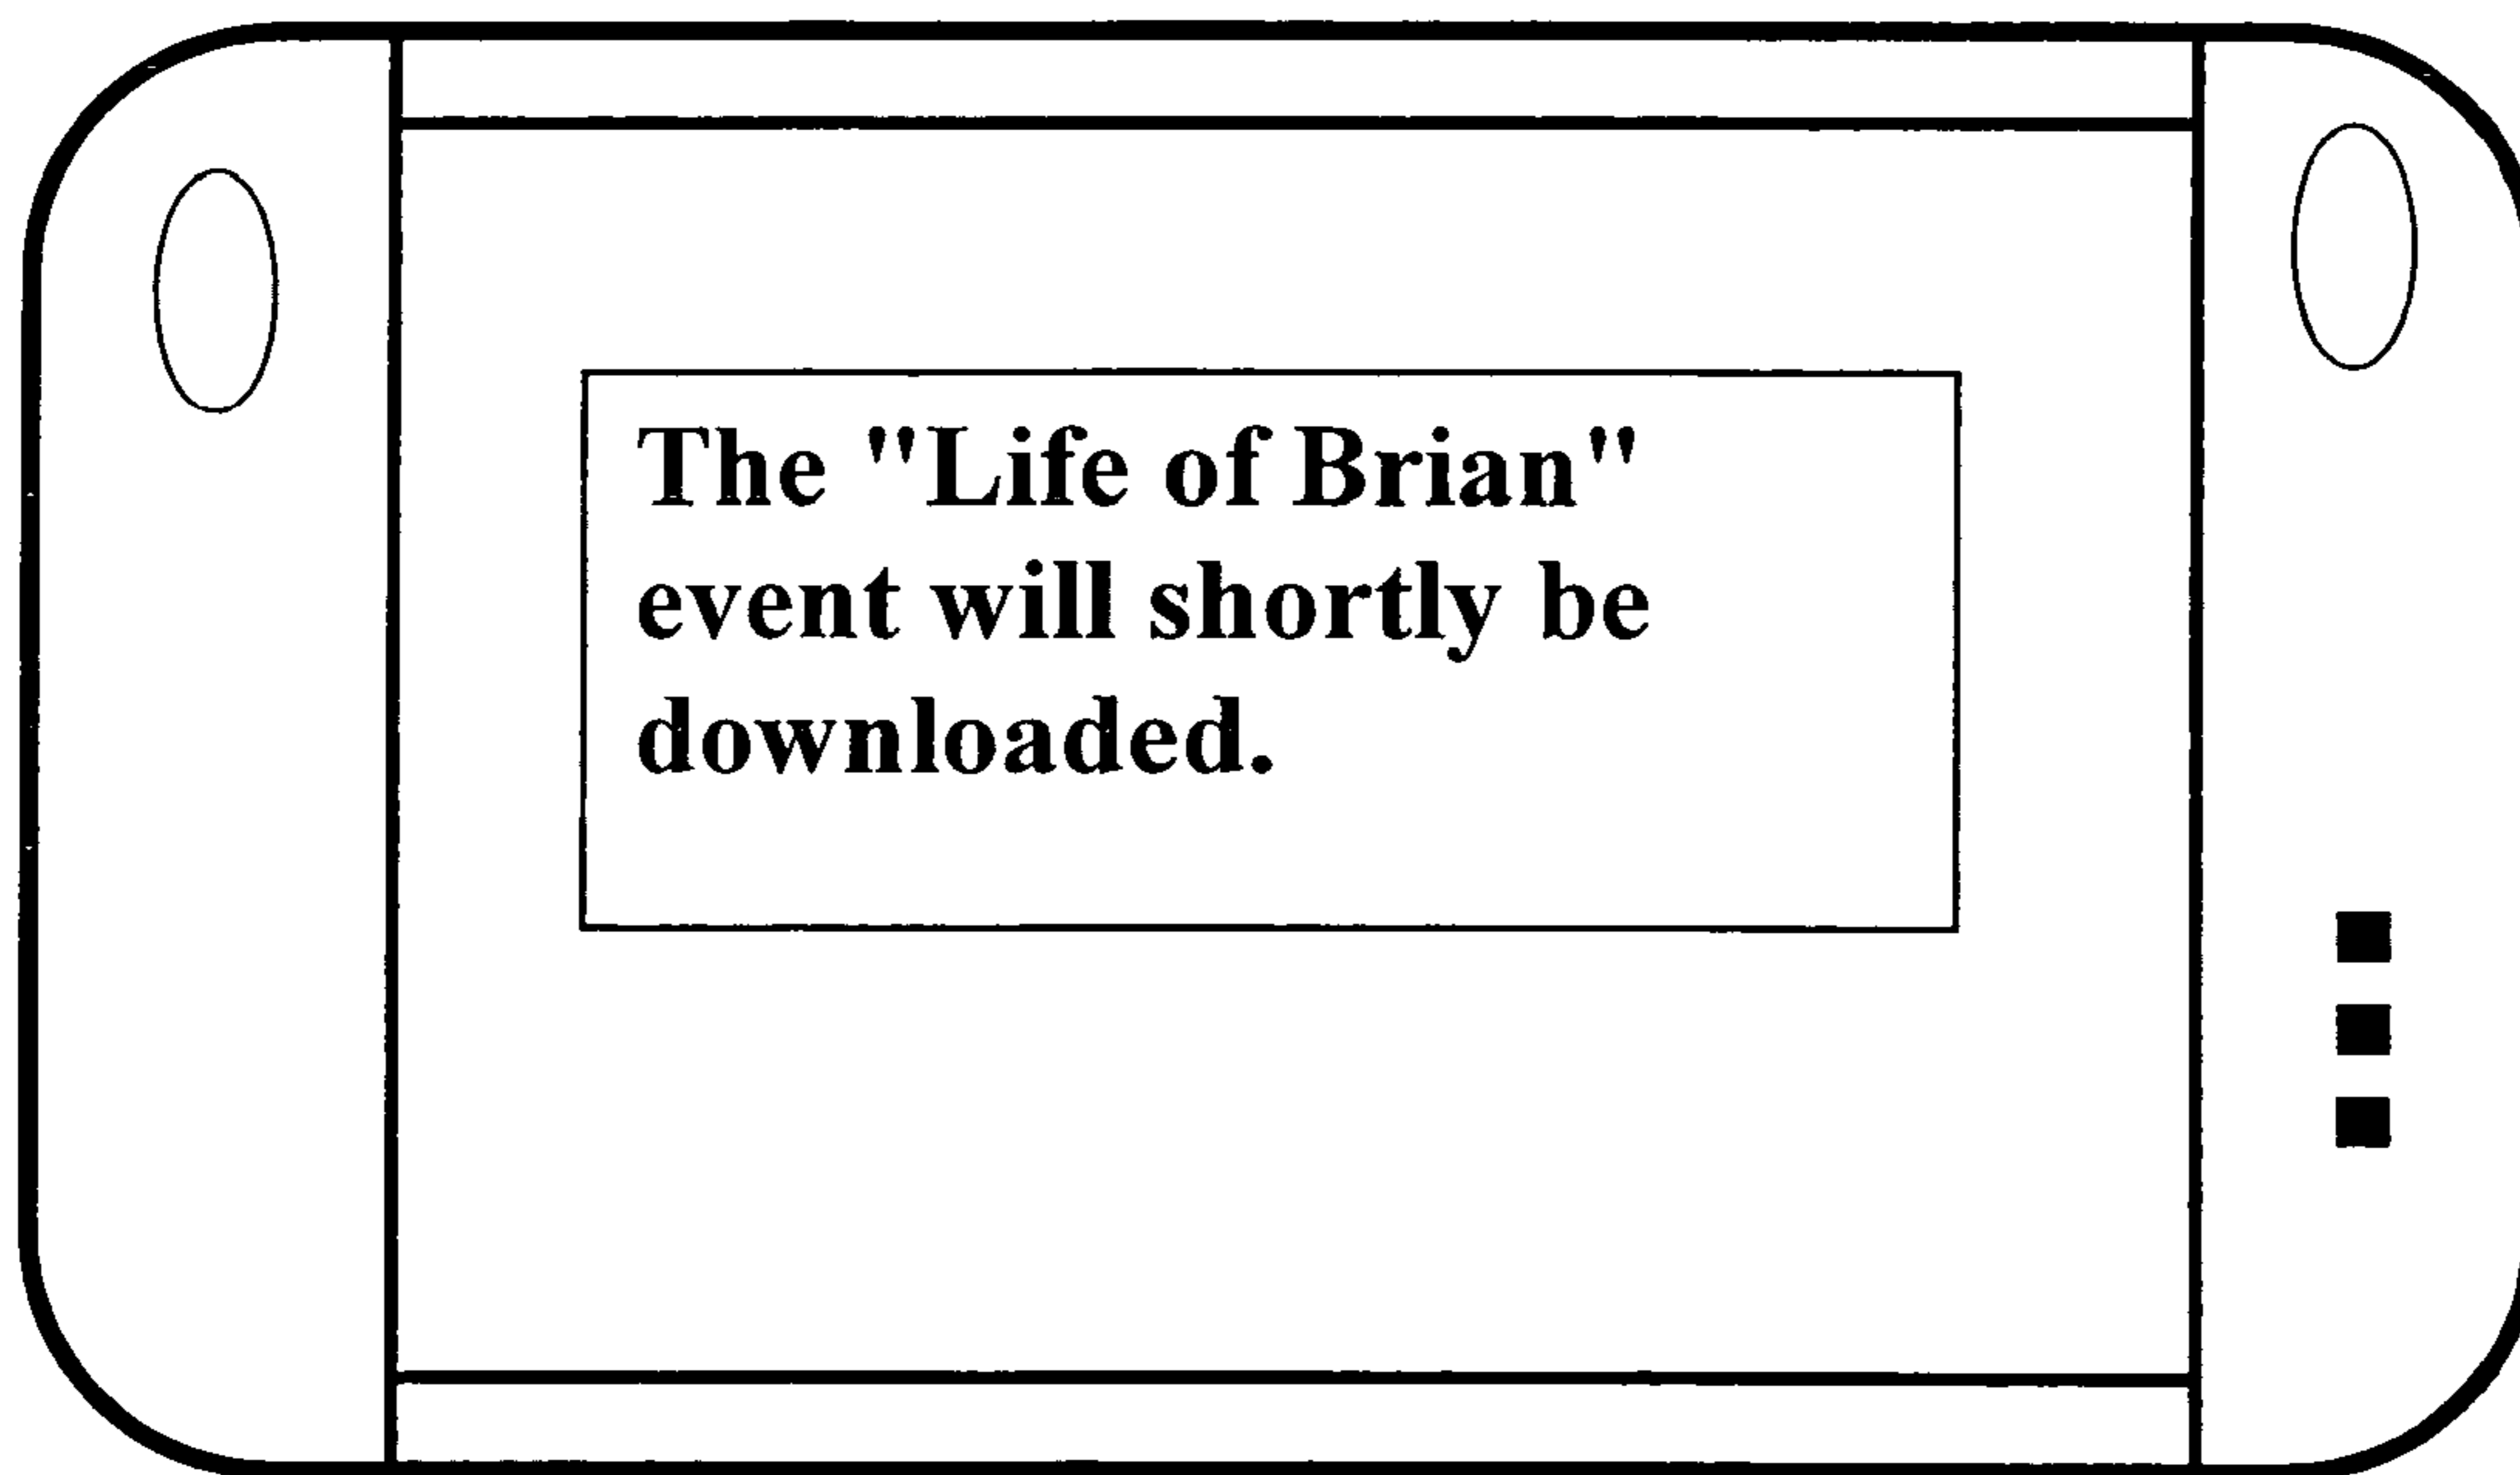 The "Life of Brian"
event will shortly be
downloaded.